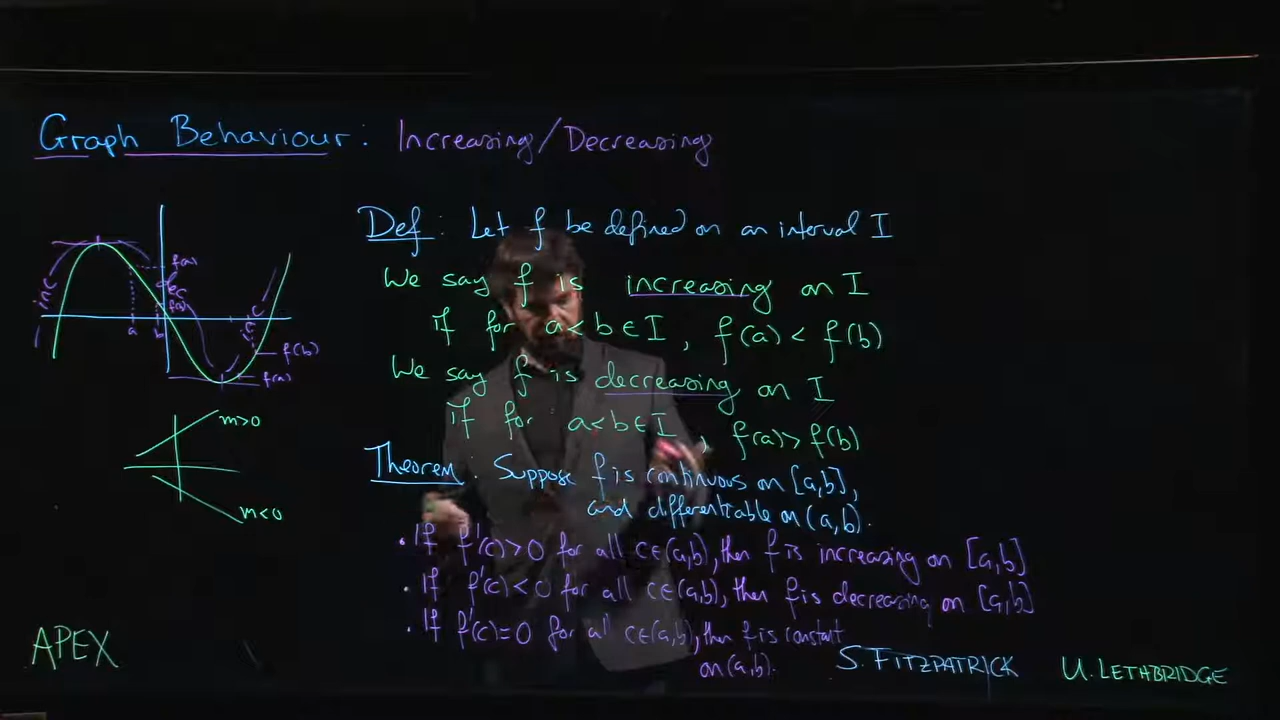 Graph Behaviour: Increasing/Decreasing
Def: Let f be defined on an interval I
We say f is increasing on I
if for a<b∈I, f(a) < f(b)
We say f is decreasing on I
if for a<b∈I, f(a)>f(b)
Theorem: Suppose f is continuous on [a,b],
and differentiable on (a,b).
• If f'(c)>0 for all c∈(a,b), then f is increasing on [a,b]
• If f'(c)<0 for all c∈(a,b), then f is decreasing on [a,b]
• If f'(c)=0 for all c∈(a,b), then f is constant
on (a,b).
inc
dec
f(a)
a
b
c
f(b)
f(a)
m>0
m<0
APEX
S. FITZPATRICK
U. LETHBRIDGE